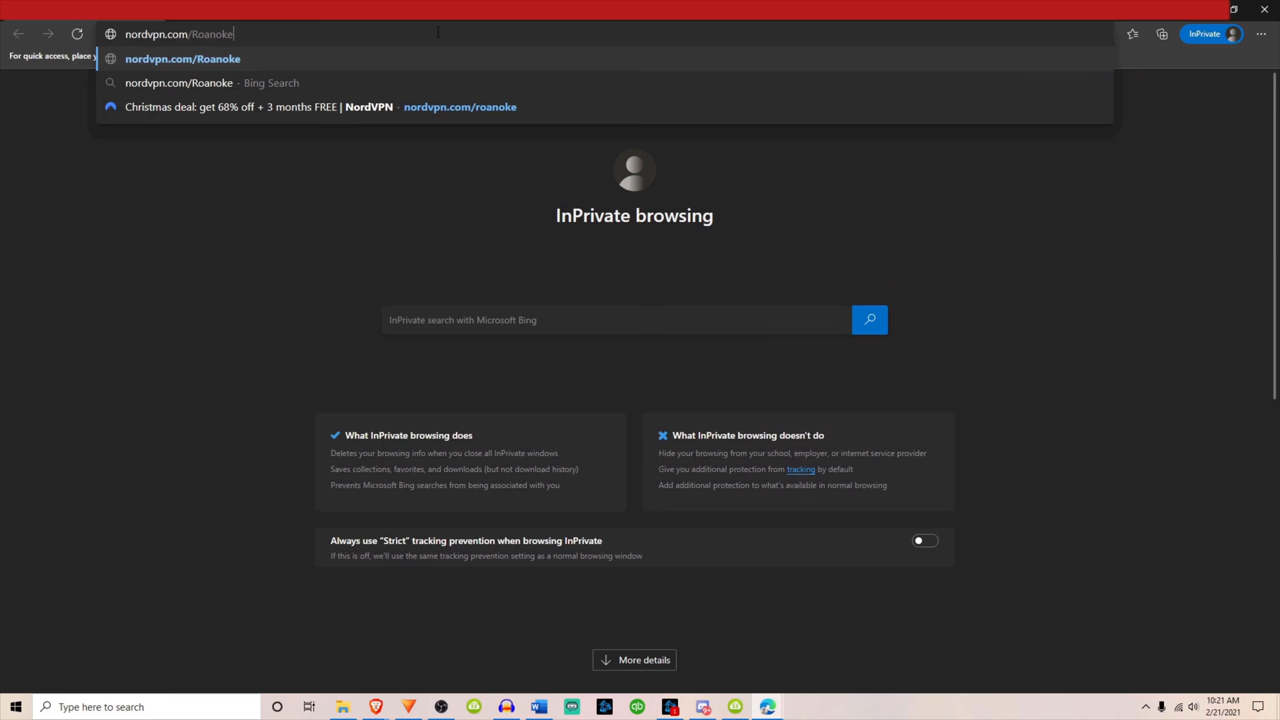 nordvpn.com/Roanoke
InPrivate
For quick access, place y
nordvpn.com/Roanoke
nordvpn.com/Roanoke - Bing Search
Christmas deal: get 68% off + 3 months FREE | NordVPN - nordvpn.com/roanoke
InPrivate browsing
InPrivate search with Microsoft Bing
What InPrivate browsing does
Deletes your browsing info when you close all InPrivate windows
Saves collections, favorites, and downloads (but not download history)
Prevents Microsoft Bing searches from being associated with you
What InPrivate browsing doesn't do
Hide your browsing from your school, employer, or internet service provider
Give you additional protection from tracking by default
Add additional protection to what's available in normal browsing
Always use "Strict" tracking prevention when browsing InPrivate
If this is off, we'll use the same tracking prevention setting as a normal browsing window
More details
Type here to search
10:21 AM
2/21/2021